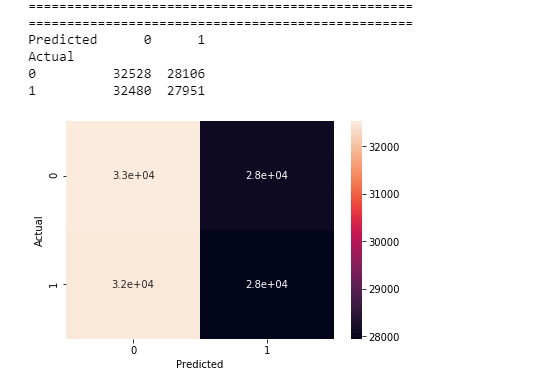 ==================================================
==================================================
Predicted 0 1
Actual
0 32528 28106
1 32480 27951
32000
0 3.3e+04 2.8e+04
31000
Actual
30000
1 3.2e+04 2.8e+04
29000
28000
0 1
Predicted